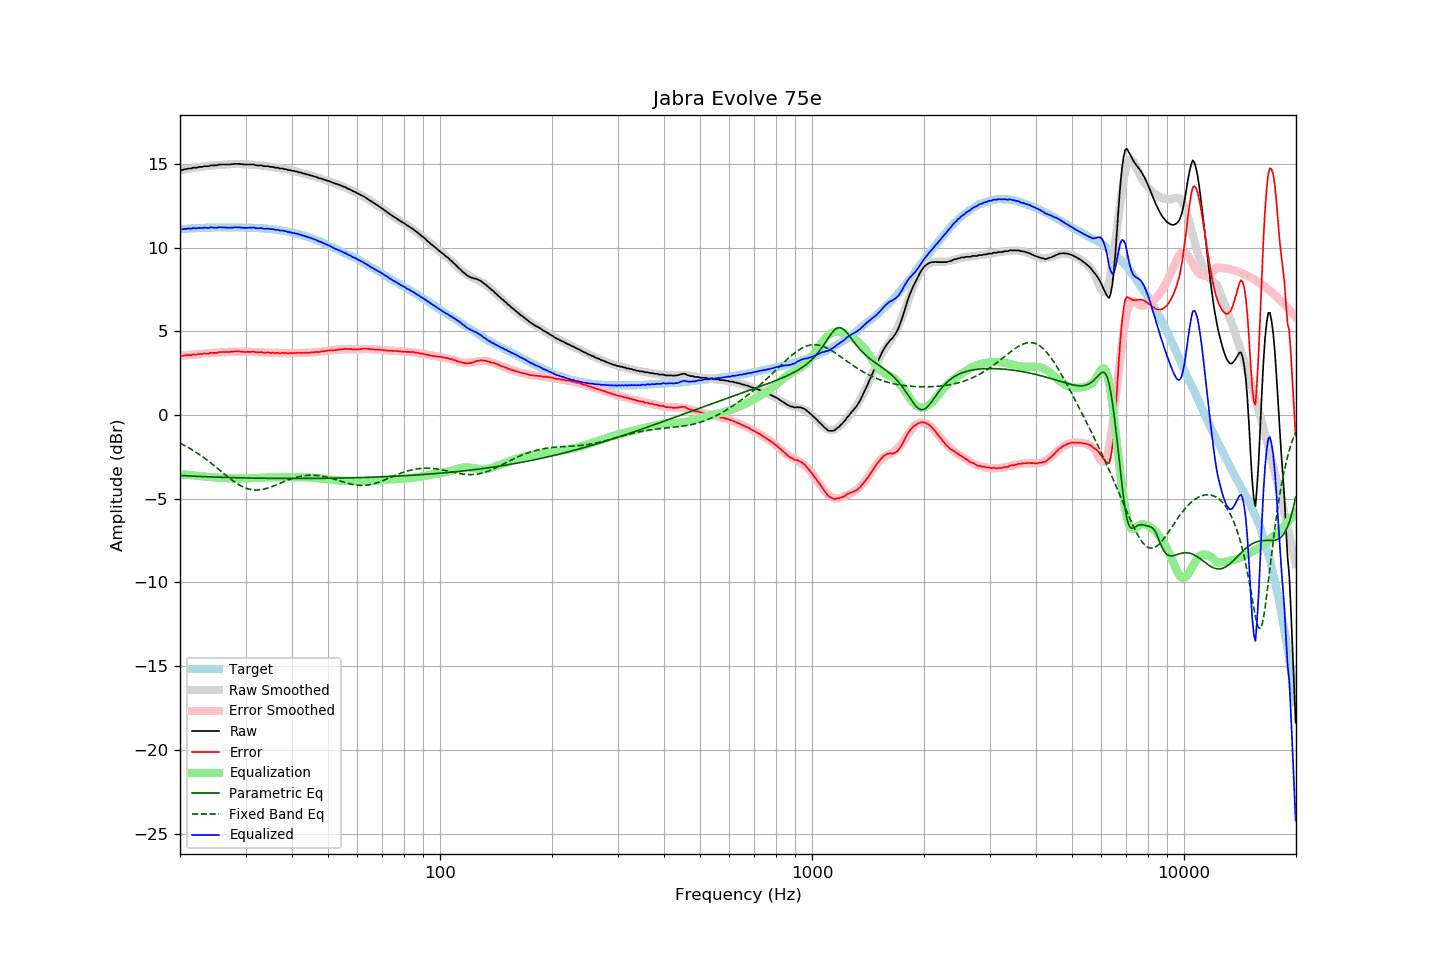 Jabra Evolve 75e
15
10
5
0
−5
−10
−15
−20
−25
Amplitude (dBr)
Target
Raw Smoothed
Error Smoothed
Raw
Error
Equalization
Parametric Eq
Fixed Band Eq
Equalized
100
1000
10000
Frequency (Hz)